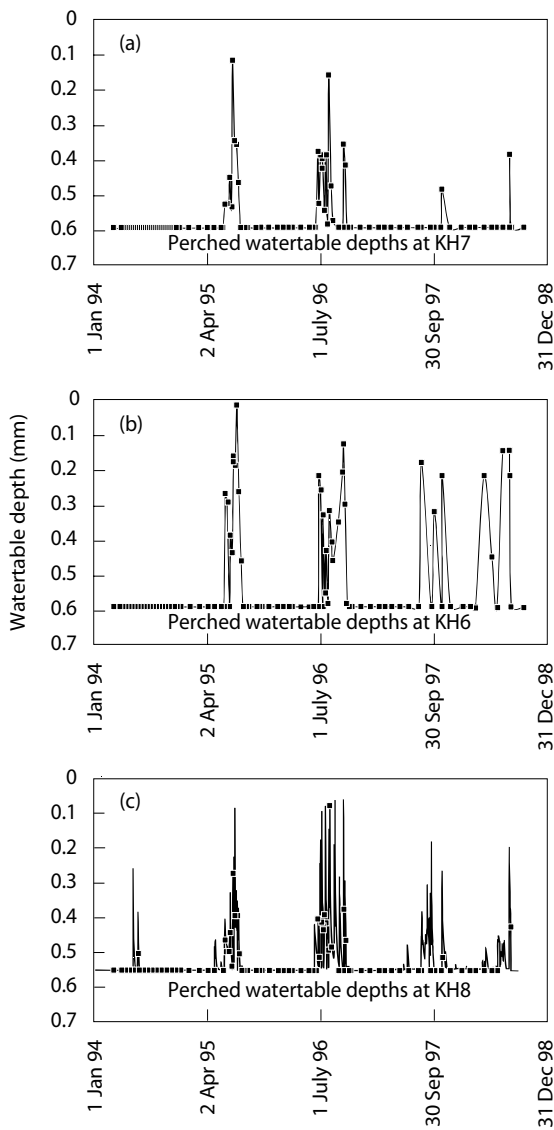 Watertable depth (mm)
(a)
0
0.1
0.2
0.3
0.4
0.5
0.6
0.7
Perched watertable depths at KH7
1 Jan 94
2 Apr 95
1 July 96
30 Sep 97
31 Dec 98
(b)
0
0.1
0.2
0.3
0.4
0.5
0.6
0.7
Perched watertable depths at KH6
1 Jan 94
2 Apr 95
1 July 96
30 Sep 97
31 Dec 98
(c)
0
0.1
0.2
0.3
0.4
0.5
0.6
0.7
Perched watertable depths at KH8
1 Jan 94
2 Apr 95
1 July 96
30 Sep 97
31 Dec 98